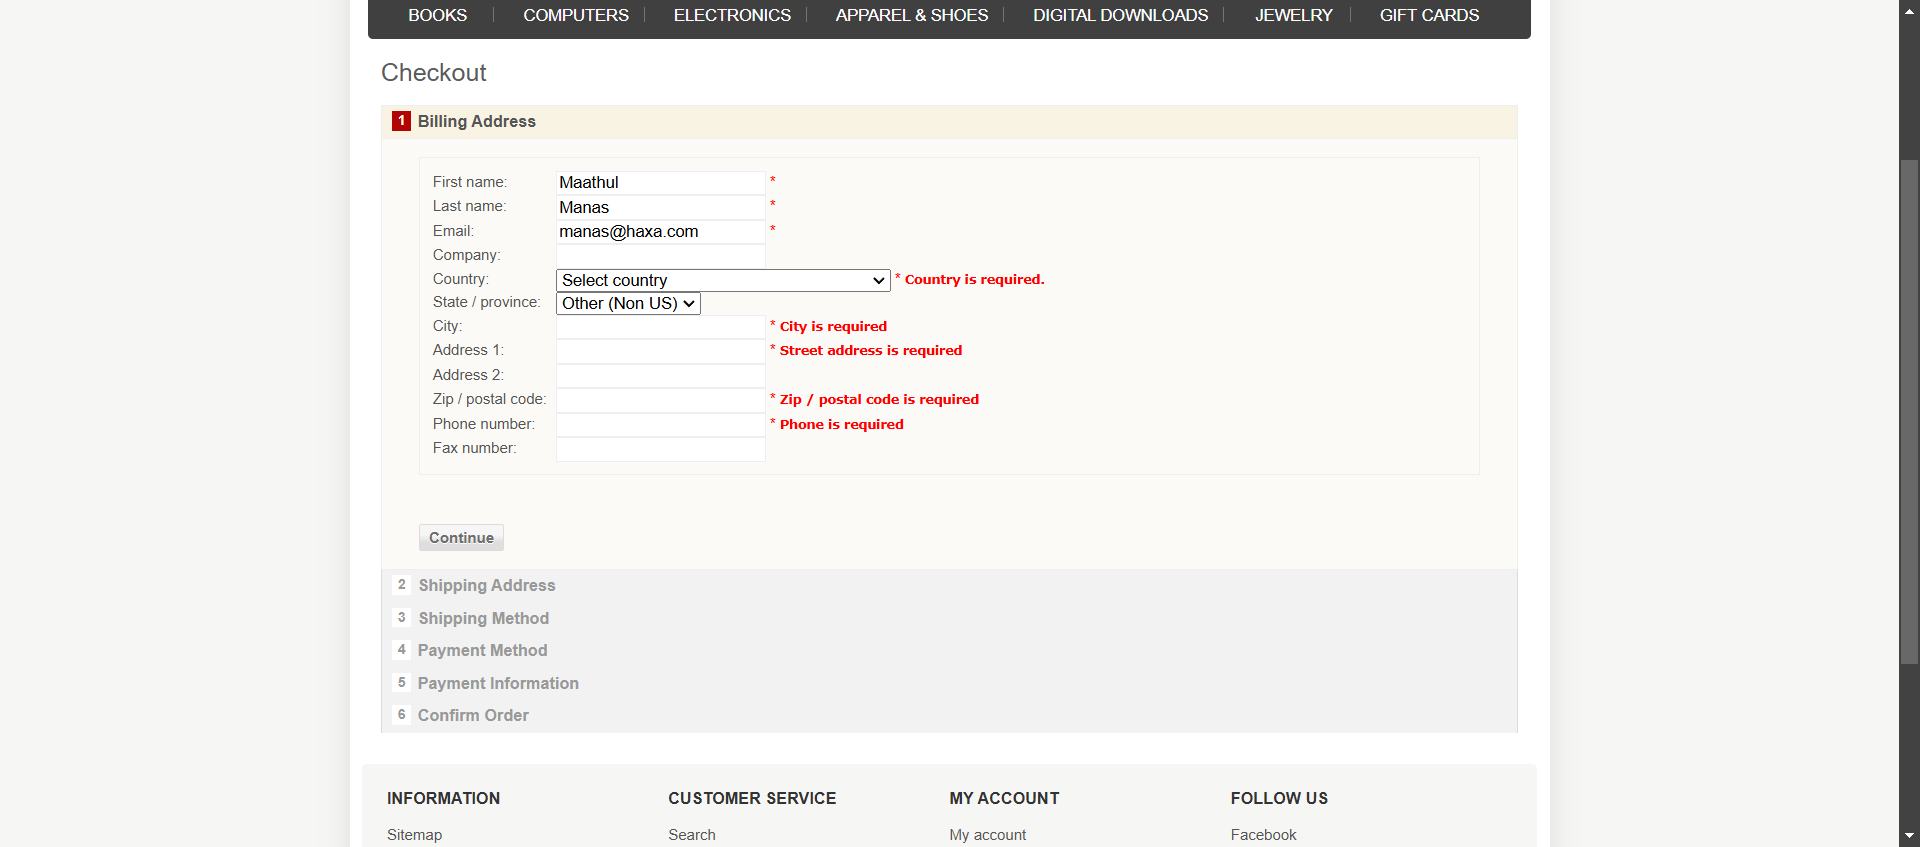 BOOKS COMPUTERS ELECTRONICS APPAREL & SHOES DIGITAL DOWNLOADS JEWELRY GIFT CARDS
Checkout
1 Billing Address
First name: Maathul *
Last name: Manas *
Email: manas@haxa.com *
Company:
Country: Select country * Country is required.
State / province: Other (Non US)
City: * City is required
Address 1: * Street address is required
Address 2:
Zip / postal code: * Zip / postal code is required
Phone number: * Phone is required
Fax number:
Continue
2 Shipping Address
3 Shipping Method
4 Payment Method
5 Payment Information
6 Confirm Order
INFORMATION CUSTOMER SERVICE MY ACCOUNT FOLLOW US
Sitemap Search My account Facebook